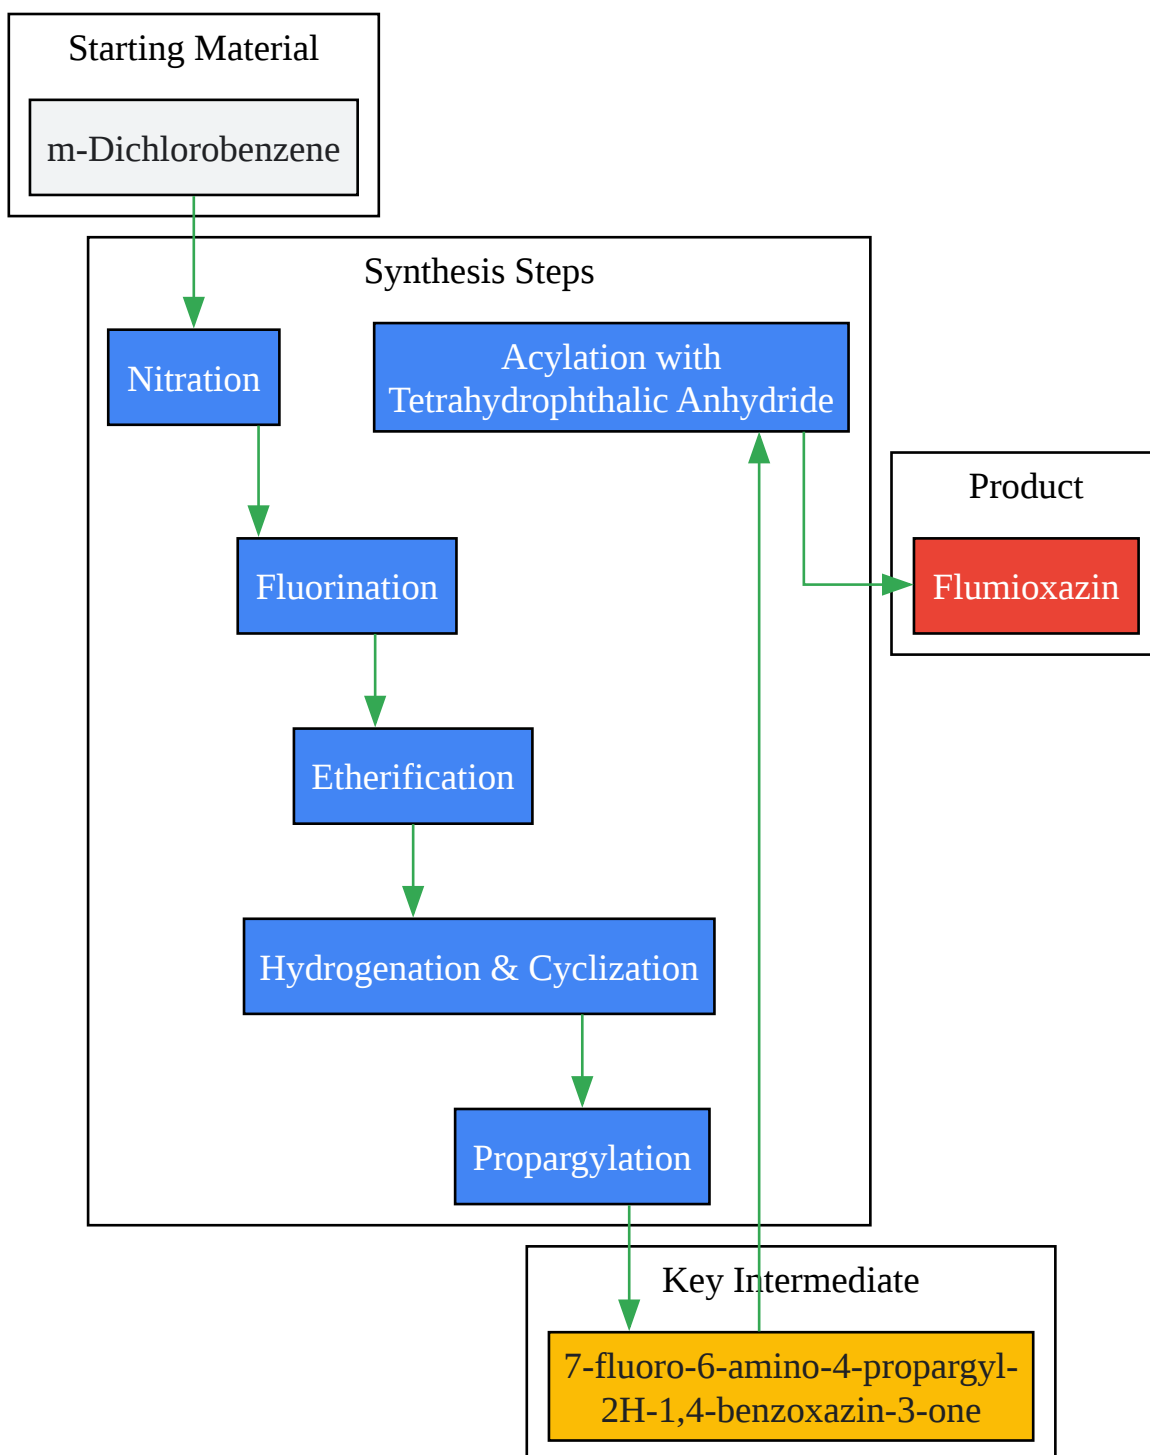 Starting Material
m-Dichlorobenzene
Synthesis Steps
Nitration
Acylation with
Tetrahydrophthalic Anhydride
Product
Fluorination
Flumioxazin
Etherification
Hydrogenation & Cyclization
Propargylation
Key Intermediate
7-fluoro-6-amino-4-propargyl-
2H-1,4-benzoxazin-3-one